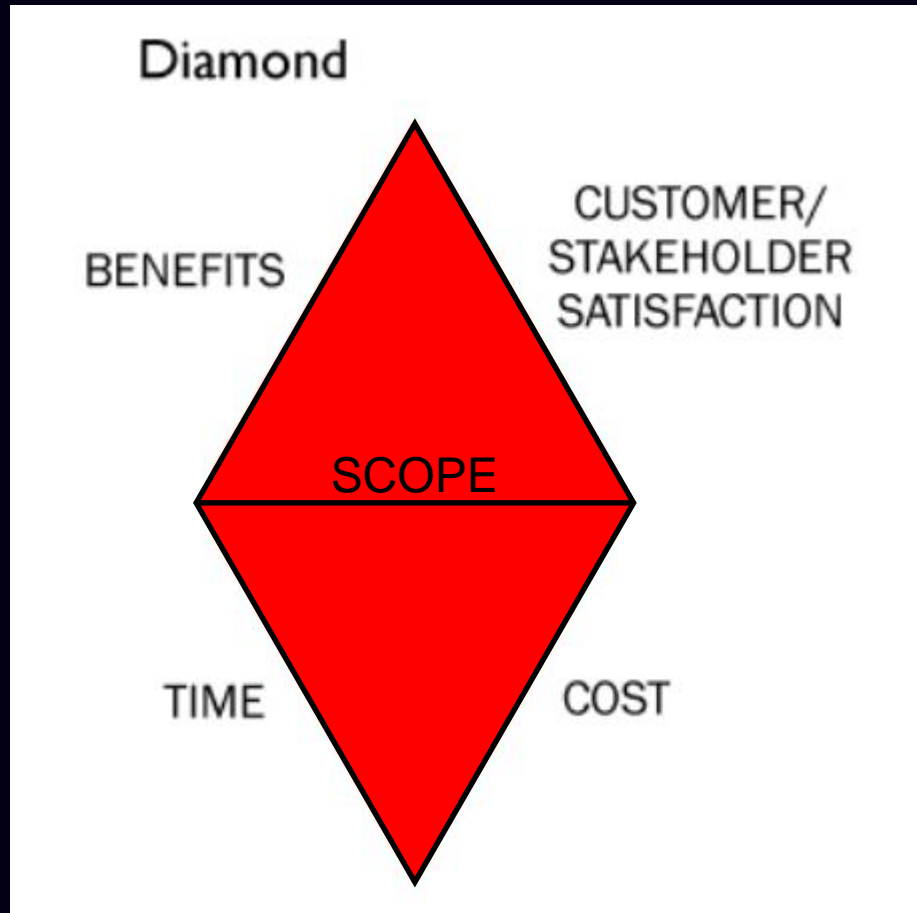 Diamond
BENEFITS
CUSTOMER/
STAKEHOLDER
SATISFACTION
SCOPE
TIME
COST